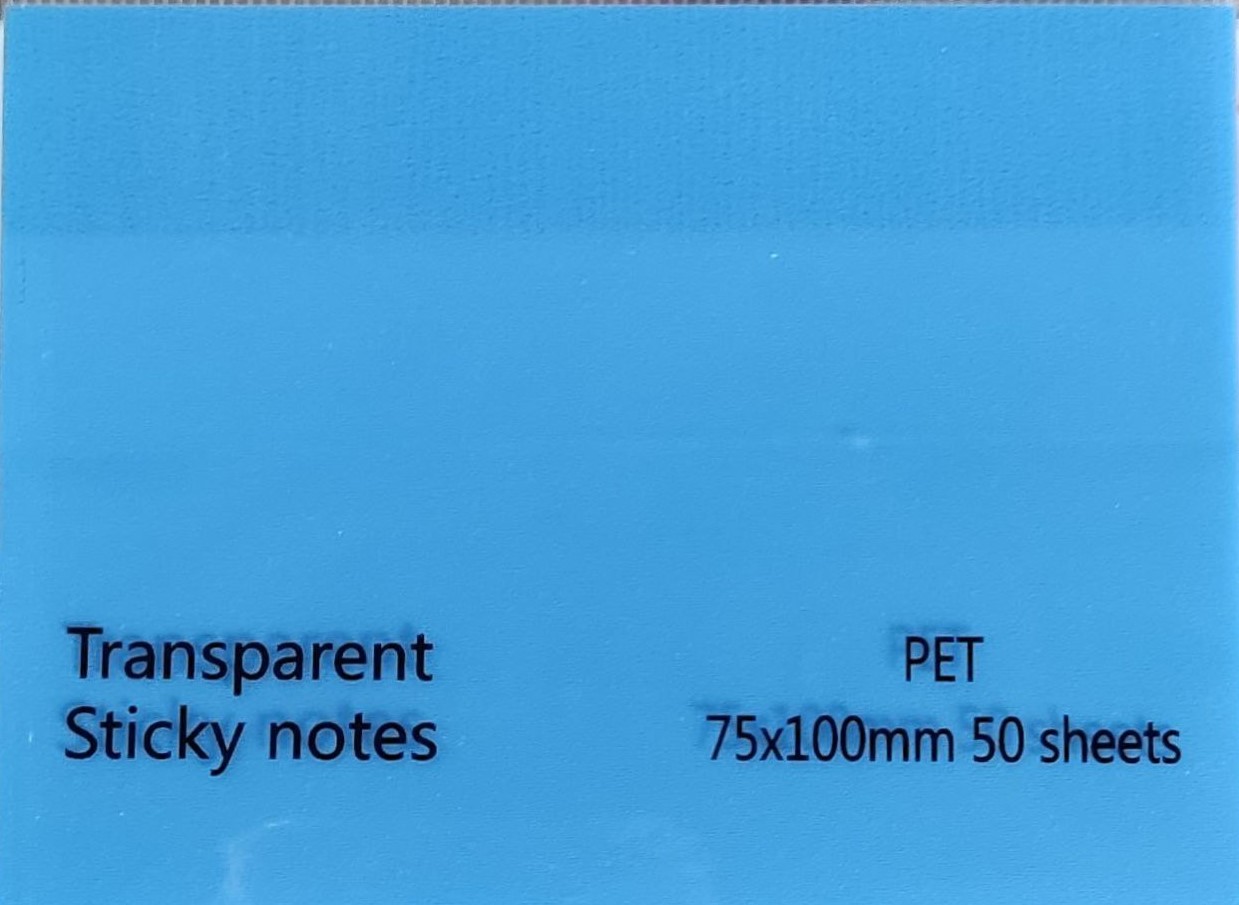 Transparent
Sticky notes
PET
75x100mm 50 sheets